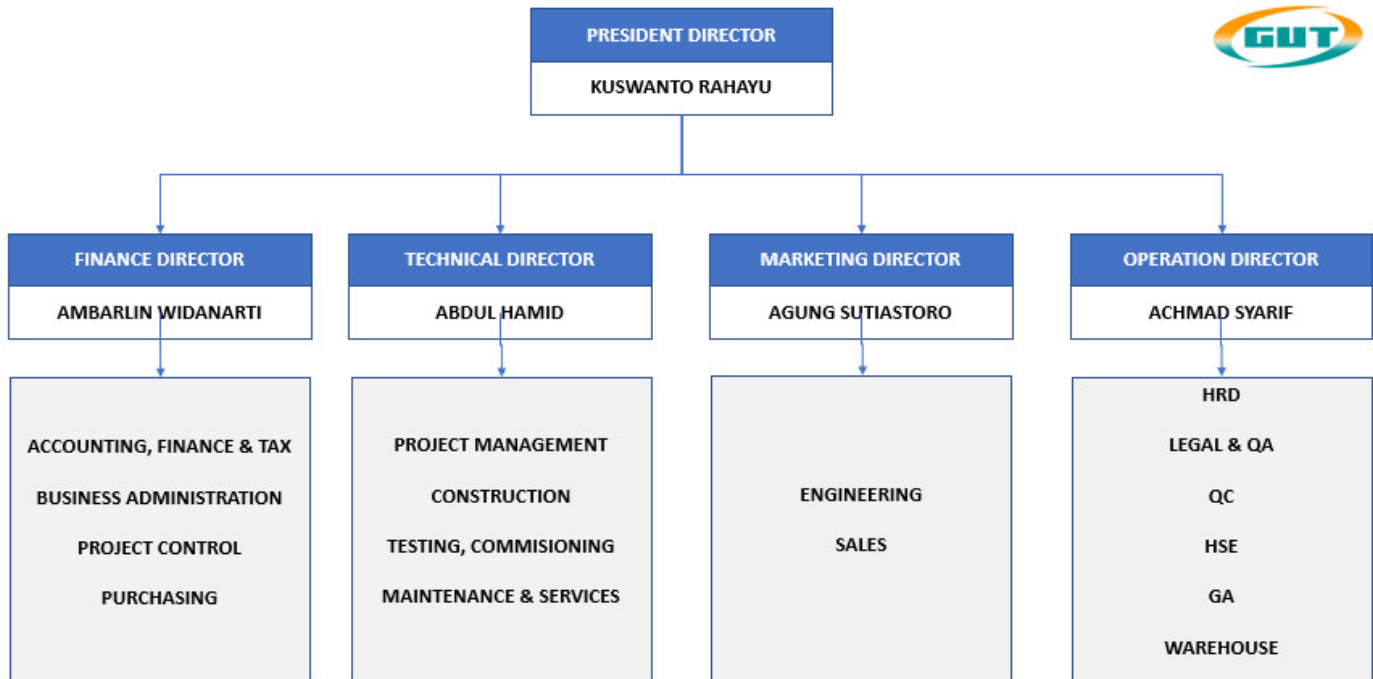 PRESIDENT DIRECTOR
KUSWANTO RAHAYU
GUT
FINANCE DIRECTOR
AMBARLIN WIDANARTI
TECHNICAL DIRECTOR
ABDUL HAMID
MARKETING DIRECTOR
AGUNG SUTIASTORO
OPERATION DIRECTOR
ACHMAD SYARIF
ACCOUNTING, FINANCE & TAX
BUSINESS ADMINISTRATION
PROJECT CONTROL
PURCHASING
PROJECT MANAGEMENT
CONSTRUCTION
TESTING, COMMISIONING
MAINTENANCE & SERVICES
ENGINEERING
SALES
HRD
LEGAL & QA
QC
HSE
GA
WAREHOUSE